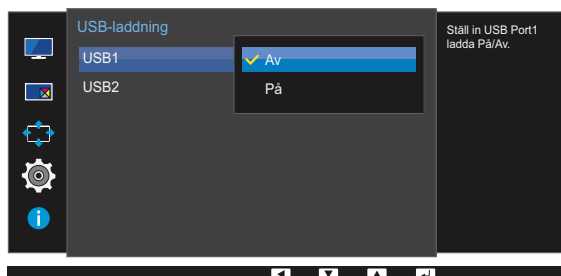 USB-laddning
USB1
USB2
Av
På
Ställ in USB Port1
ladda På/Av.